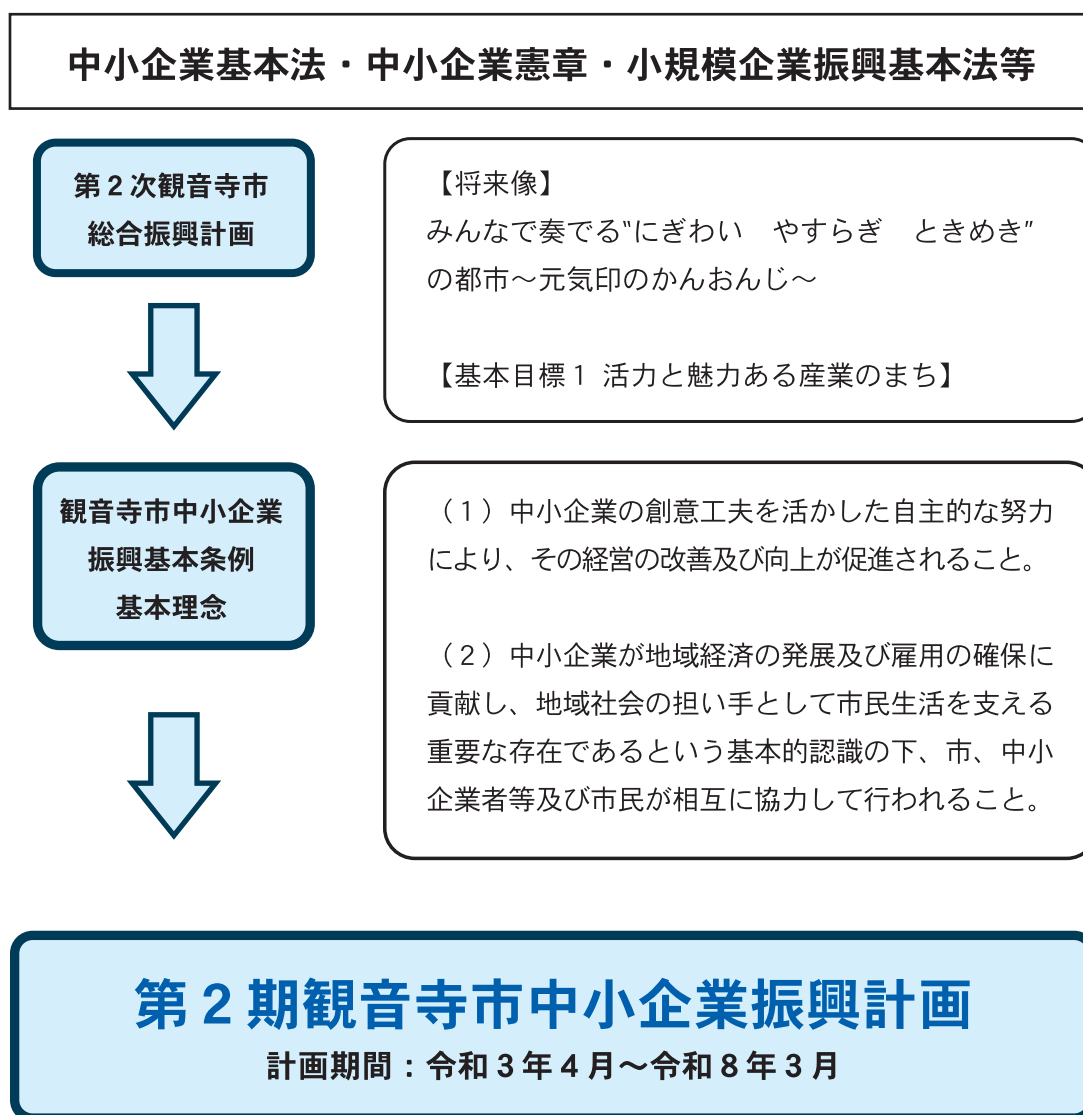 中小企業基本法・中小企業憲章・小規模企業振興基本法等
第２次観音寺市
総合振興計画
【将来像】
みんなで奏でる“にぎわい　やすらぎ　ときめき”
の都市～元気印のかんおんじ～
【基本目標１ 活力と魅力ある産業のまち】
観音寺市中小企業
振興基本条例
基本理念
（１）中小企業の創意工夫を活かした自主的な努力
により、その経営の改善及び向上が促進されること。
（２）中小企業が地域経済の発展及び雇用の確保に
貢献し、地域社会の担い手として市民生活を支える
重要な存在であるという基本的認識の下、市、中小
企業者等及び市民が相互に協力して行われること。
第２期観音寺市中小企業振興計画
計画期間：令和３年４月～令和８年３月